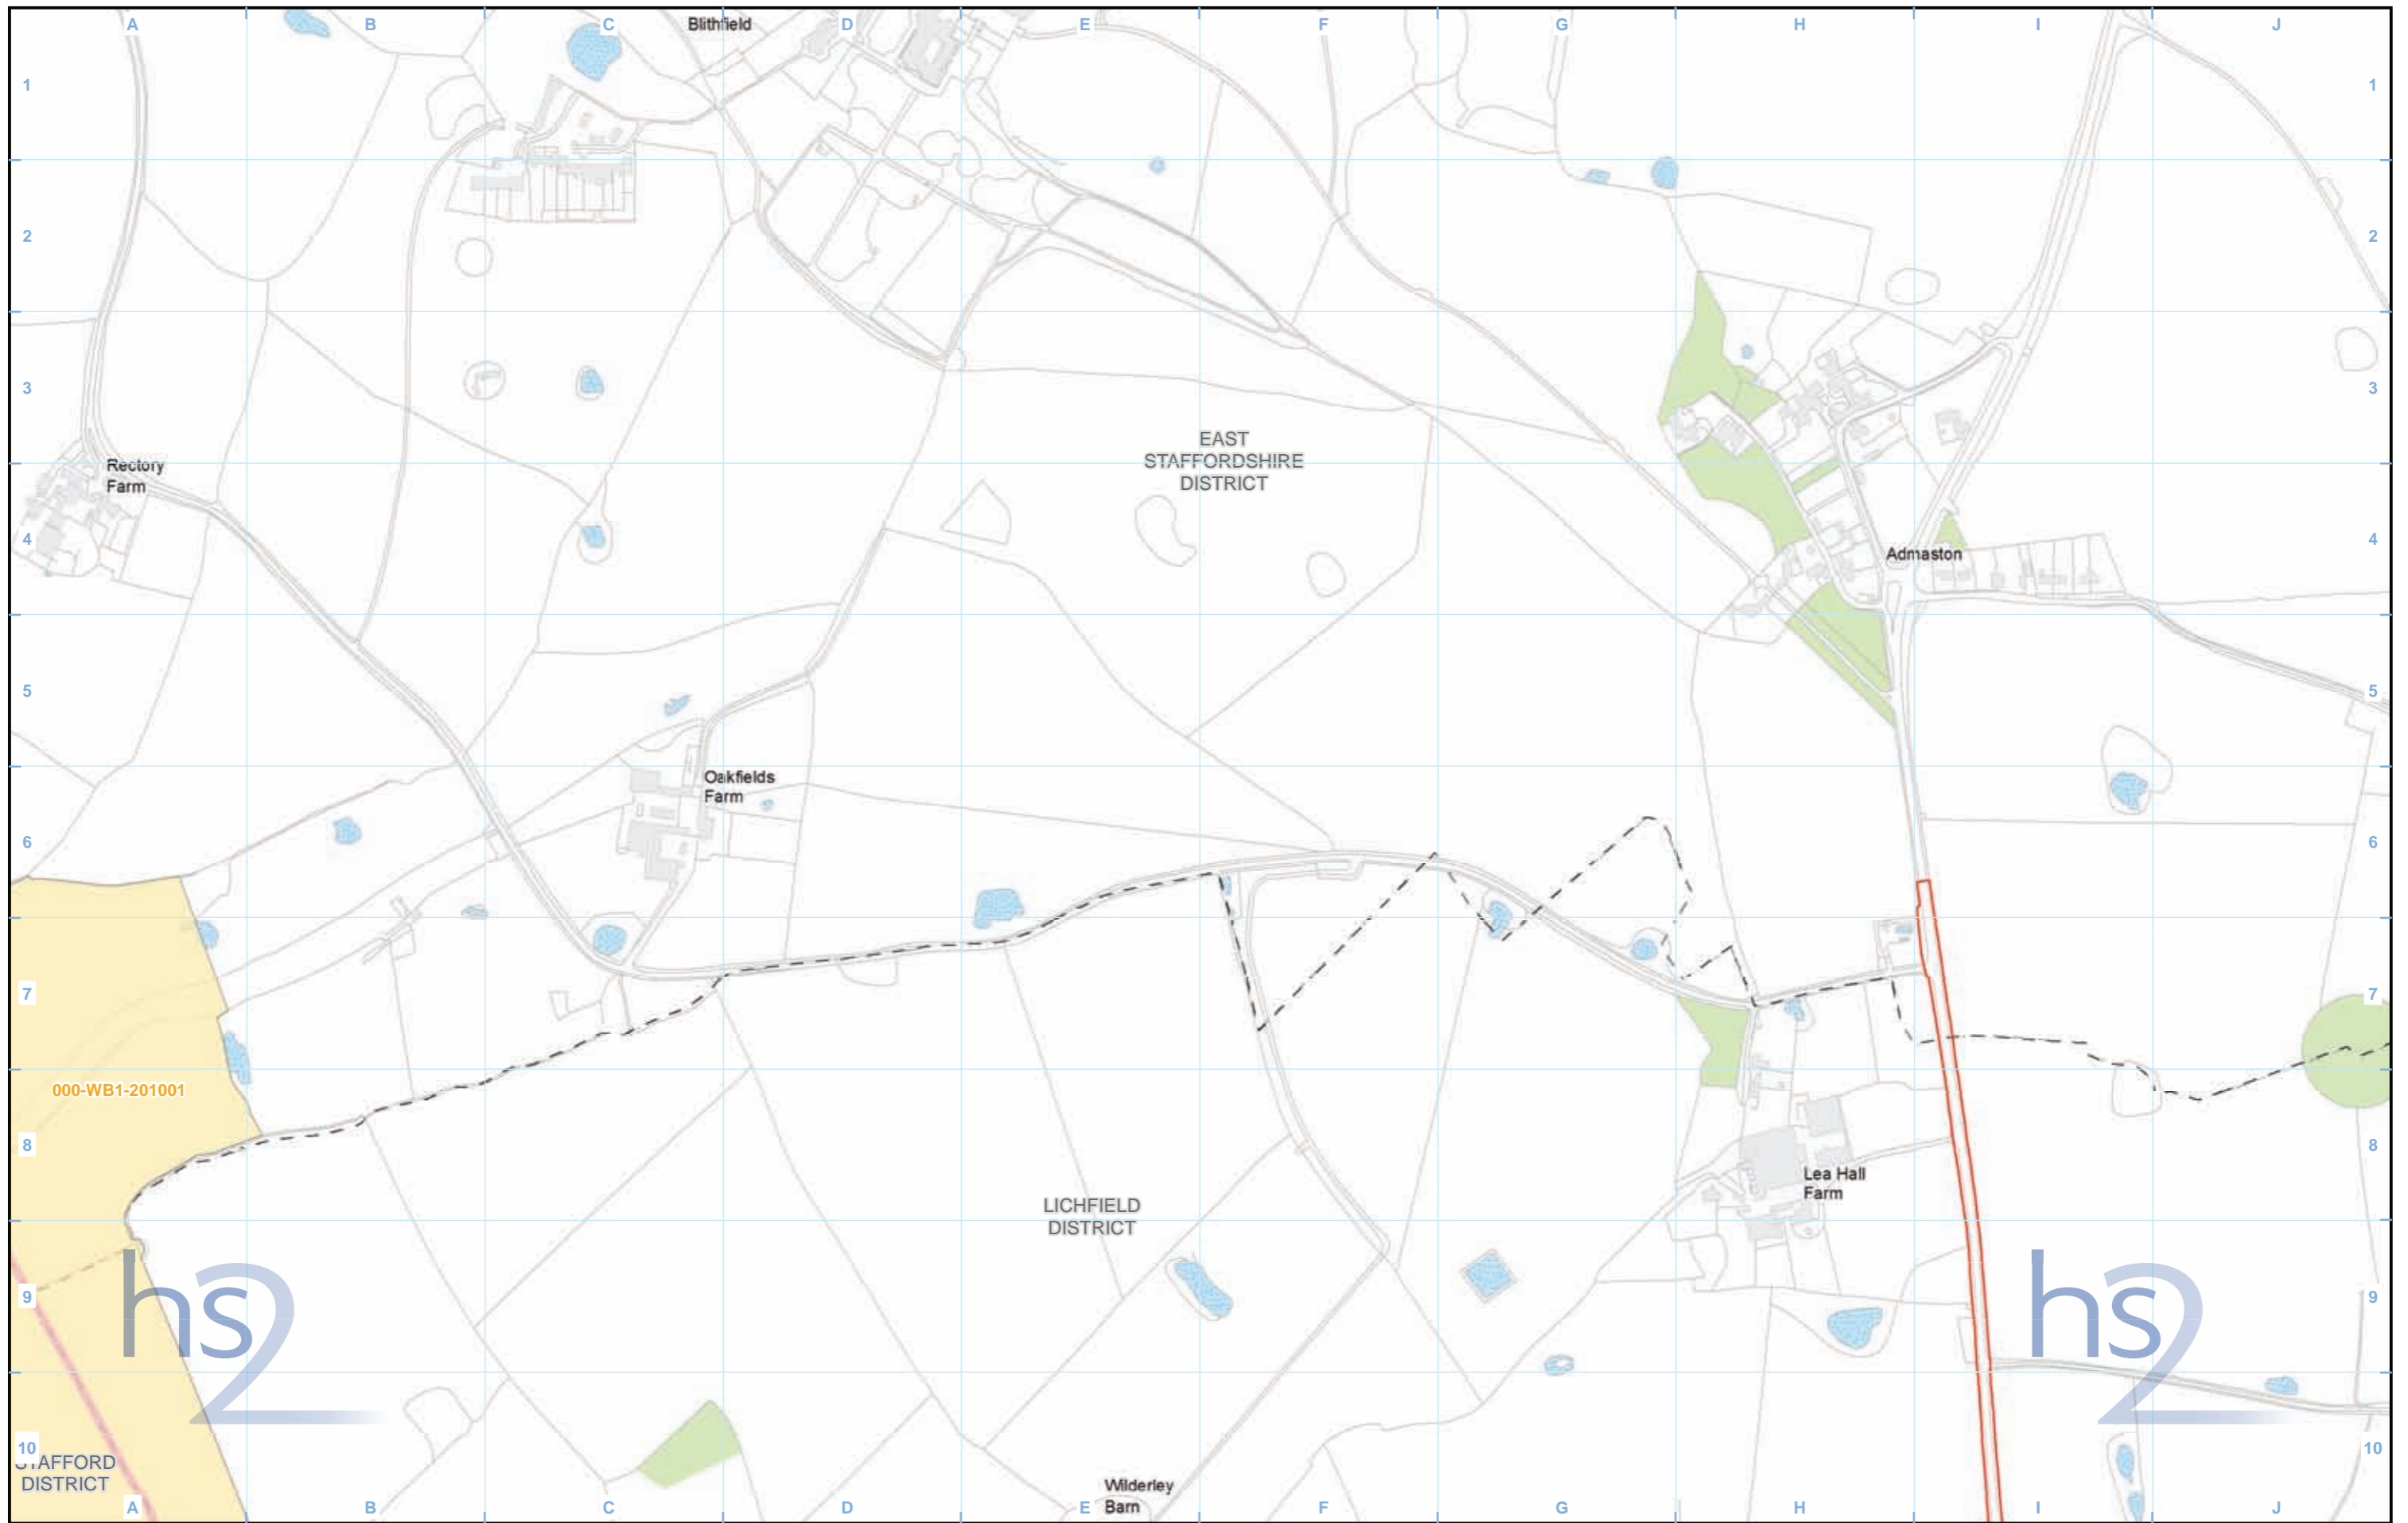 A B C D E F G H I J
Blithfield
1 1
2 2
3 3
EAST
STAFFORDSHIRE
DISTRICT
Rectory
Farm
4 4
Admaston
5 5
Oakfields
Farm
6 6
7 7
000-WB1-201001
8 8
Lea Hall
Farm
LICHFIELD
DISTRICT
hs2 hs2
9 9
10 10
STAFFORD
DISTRICT
Wilderley
Barn
A B C D E F G H I J